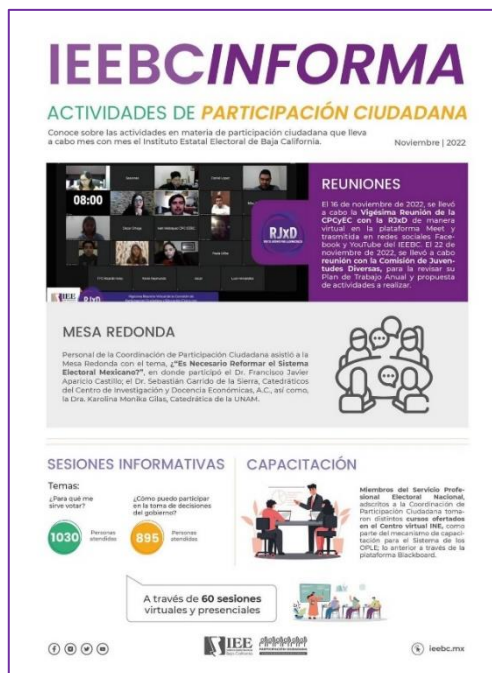 IEEBCINFORMA
ACTIVIDADES DE PARTICIPACIÓN CIUDADANA
Conoce sobre las actividades en materia de participación ciudadana que lleva
a cabo mes con mes el Instituto Estatal Electoral de Baja California.
Noviembre | 2022
08:00
RJxD
REUNIONES
El 16 de noviembre de 2022, se llevó
a cabo la Vigésima Reunión de la
CPCyEC con la RJxD de manera
virtual en la plataforma Meet y
trasmitida en redes sociales Face-
book y YouTube del IEEBC. El 22 de
noviembre de 2022, se llevó a cabo
reunión con la Comisión de Juven-
tudes Diversas, para la revisar su
Plan de Trabajo Anual y propuesta
de actividades a realizar.
IEE
RJxD
MESA REDONDA
Personal de la Coordinación de Participación Ciudadana asistió a la
Mesa Redonda con el tema, ¿"Es Necesario Reformar el Sistema
Electoral Mexicano?", en donde participó el Dr. Francisco Javier
Aparicio Castillo; el Dr. Sebastián Garrido de la Sierra, Catedráticos
del Centro de Investigación y Docencia Económicas, A.C., así como,
la Dra. Karolina Monika Gilas, Catedrática de la UNAM.
SESIONES INFORMATIVAS
Temas:
¿Para qué me
sirve votar?
1030 Personas
atendidas
¿Cómo puedo participar
en la toma de decisiones
del gobierno?
895 Personas
atendidas
CAPACITACIÓN
Miembros del Servicio Profe-
sional Electoral Nacional,
adscritos a la Coordinación de
Participación Ciudadana toma-
ron distintos cursos ofertados
en el Centro virtual INE, como
parte del mecanismo de capaci-
tación para el Sistema de los
OPLE; lo anterior a través de la
plataforma Blackboard.
A través de 60 sesiones
virtuales y presenciales
IEE
Baja California
PARTICIPACIÓN CIUDADANA
ieebc.mx